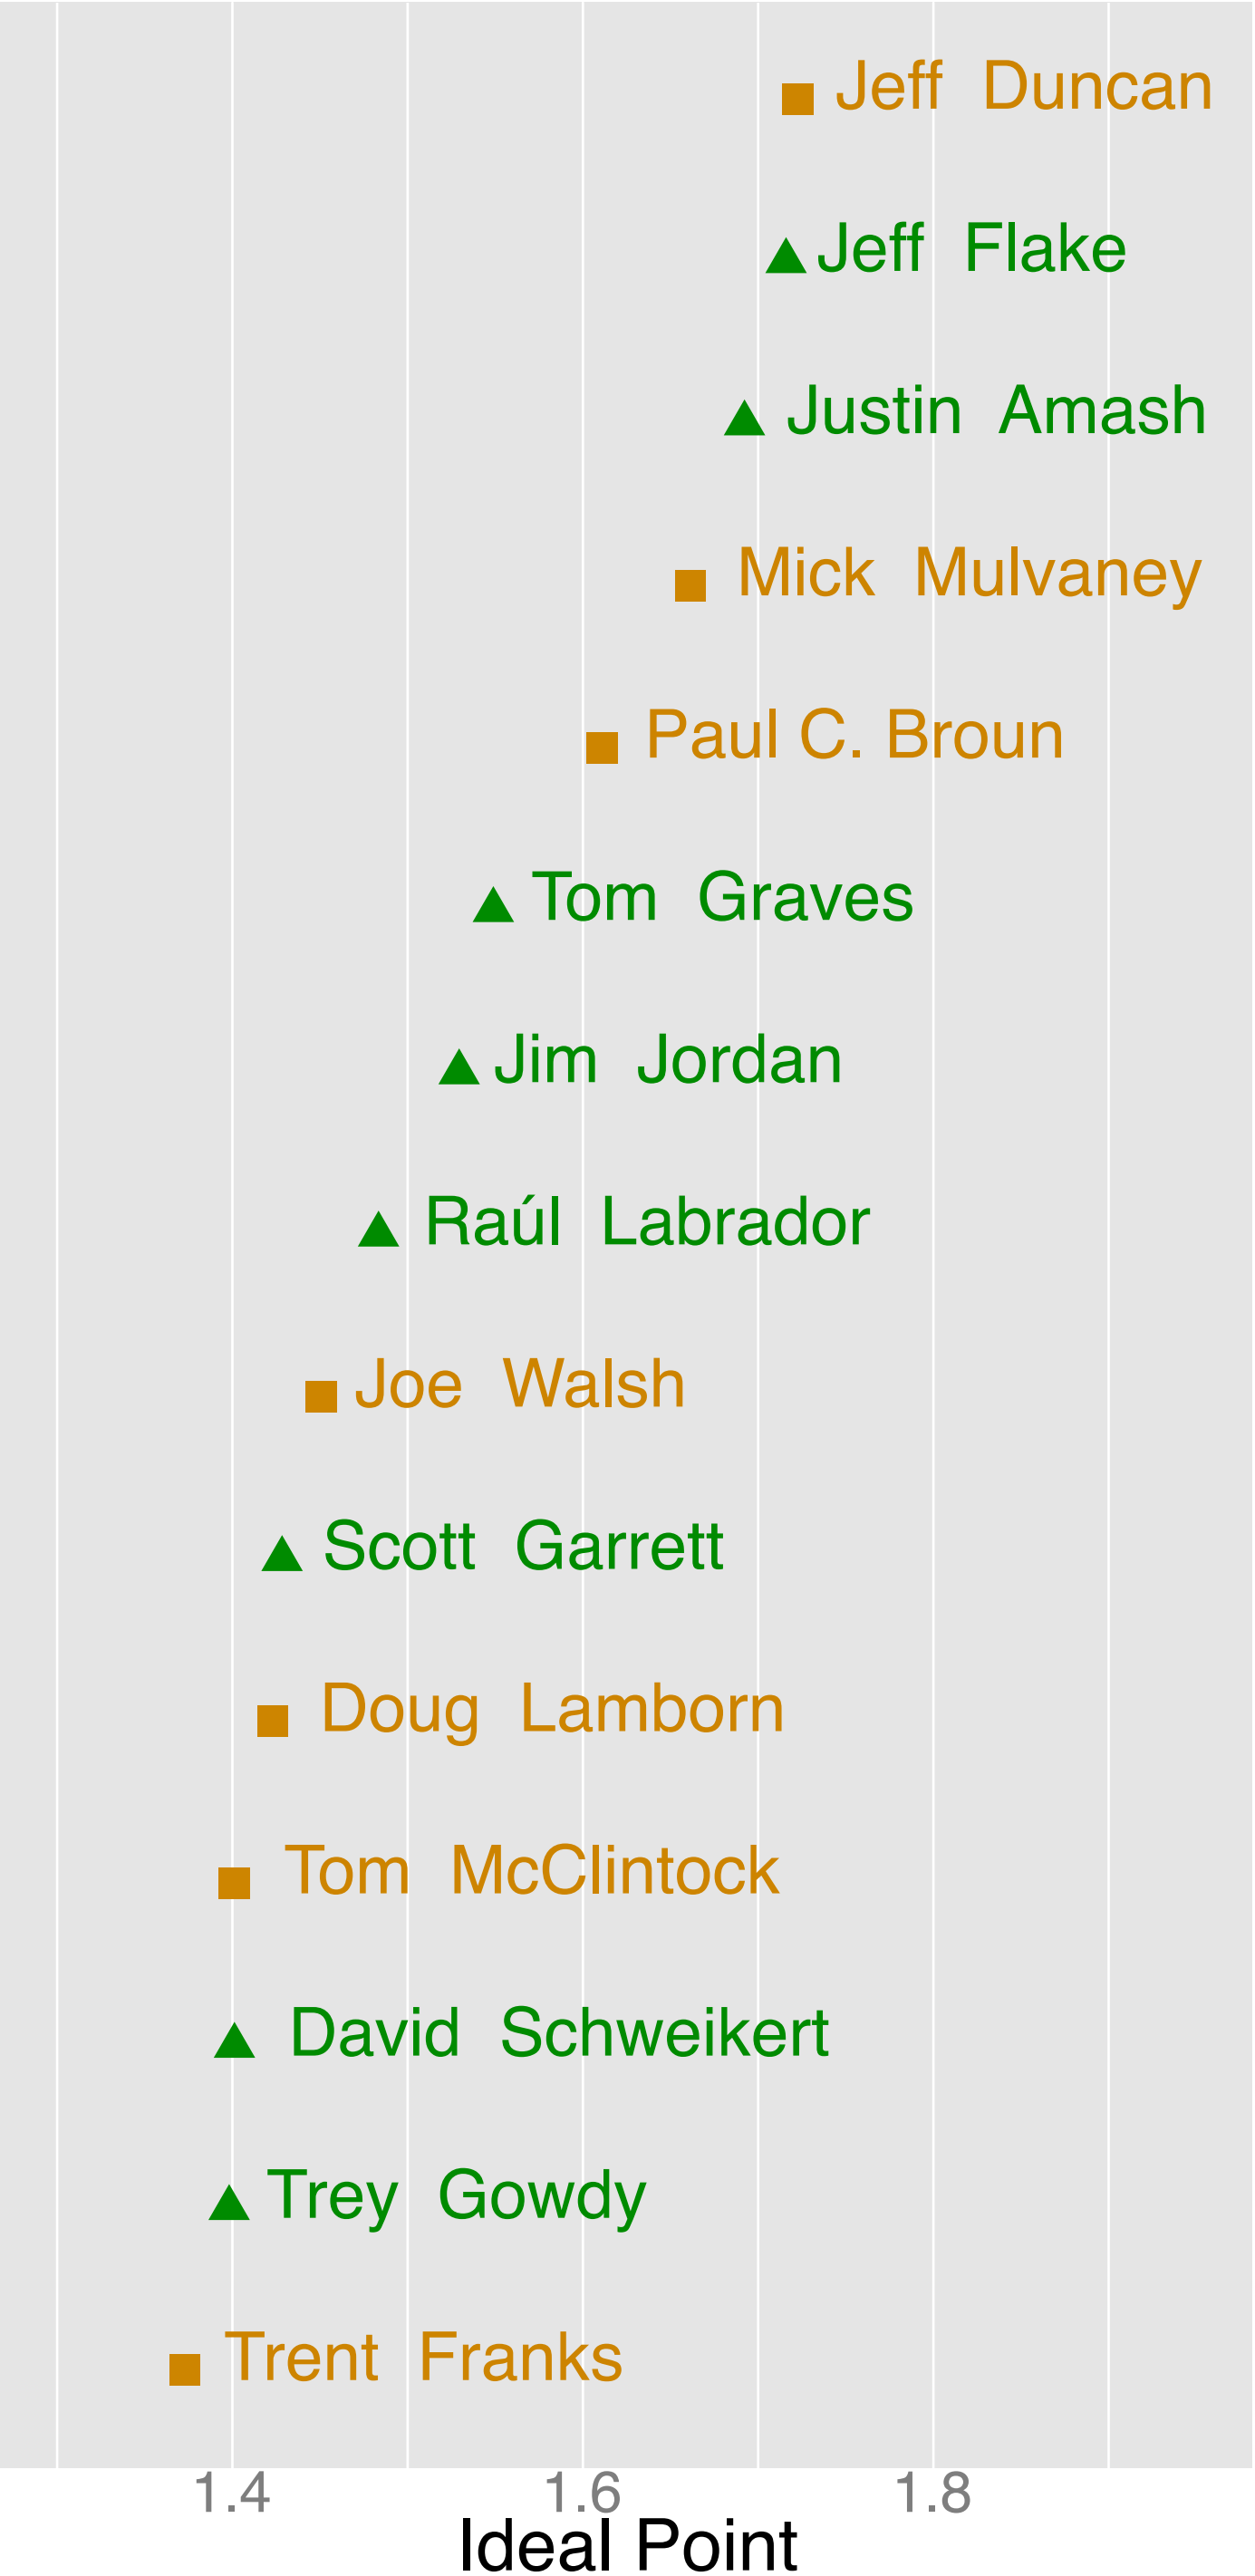 Jeff Duncan
Jeff Flake
Justin Amash
Mick Mulvaney
Paul C. Broun
Tom Graves
Jim Jordan
Raúl Labrador
Joe Walsh
Scott Garrett
Doug Lamborn
Tom McClintock
David Schweikert
Trey Gowdy
Trent Franks
1.4 1.6 1.8
Ideal Point